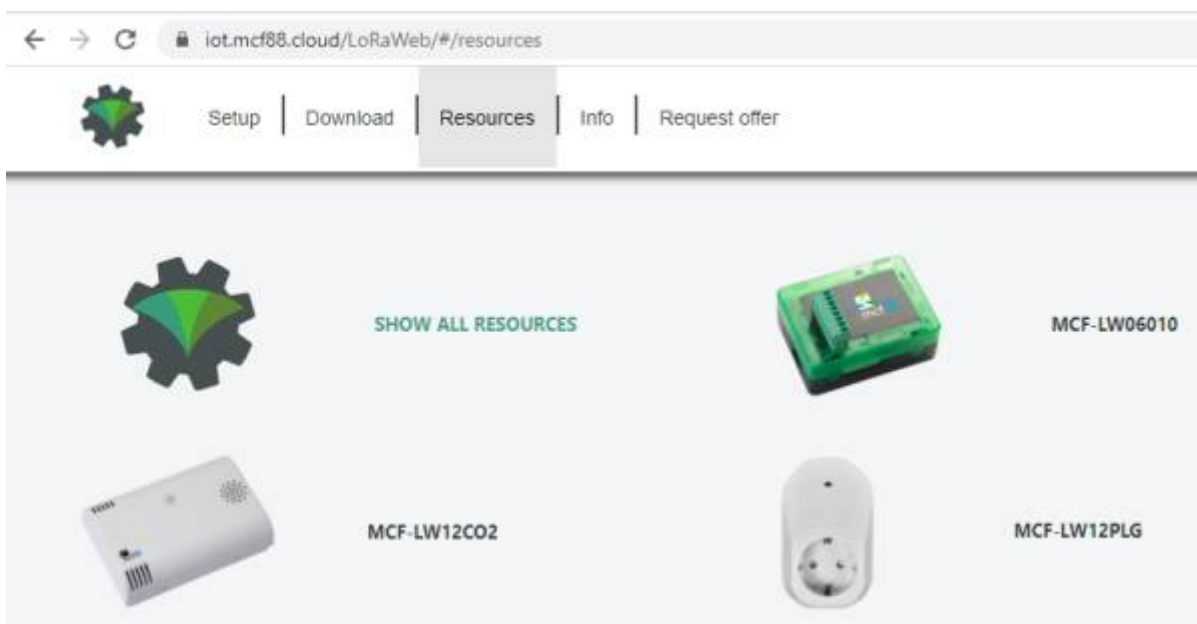 iot.mcf88.cloud/LoRaWeb/#/resources
Setup Download Resources Info Request offer
SHOW ALL RESOURCES
MCF-LW06010
MCF-LW12CO2
MCF-LW12PLG